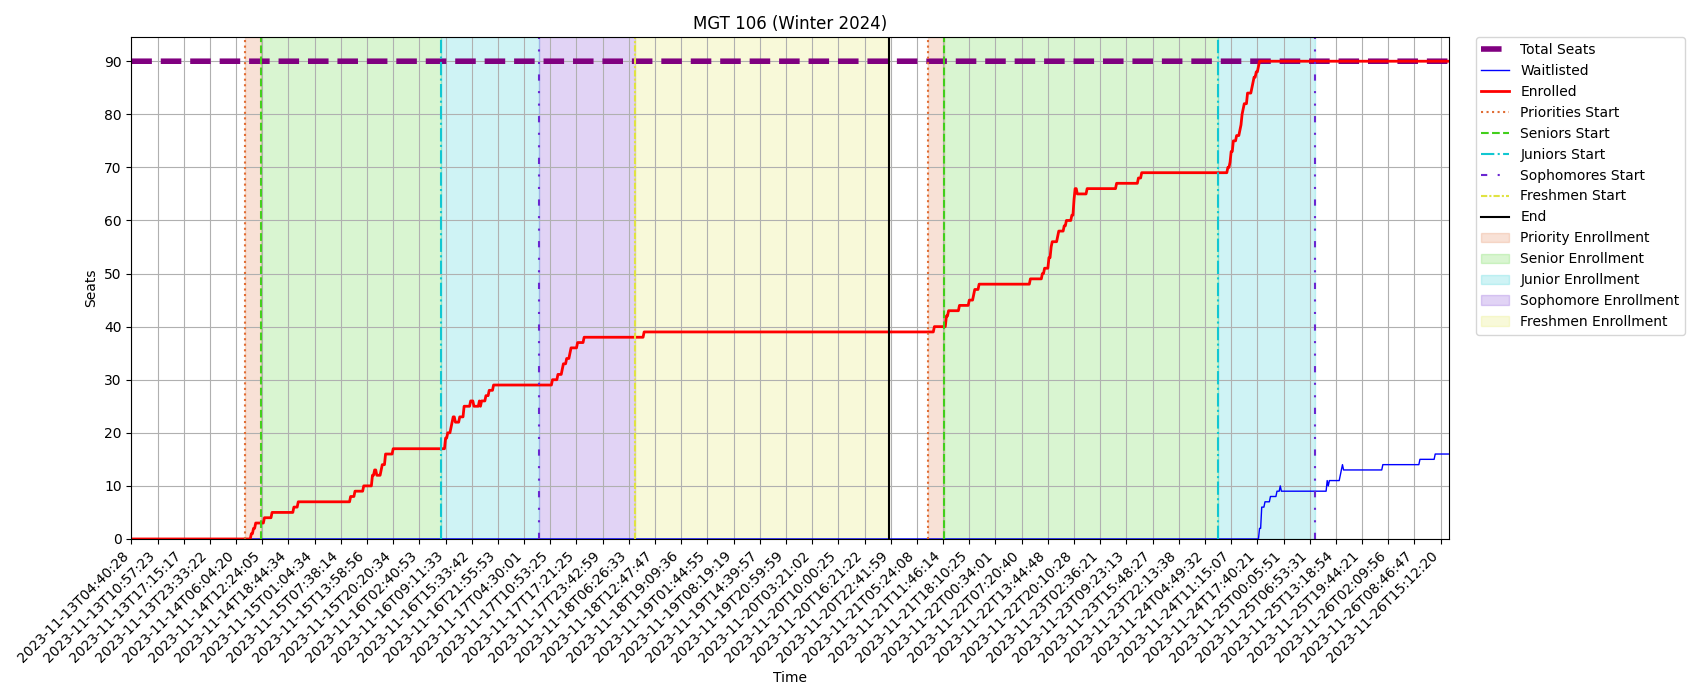 MGT 106 (Winter 2024)
Seats
90
80
70
60
50
40
30
20
10
0
2023-11-13T04:40:28
2023-11-13T10:57:23
2023-11-13T17:15:17
2023-11-13T23:33:22
2023-11-14T06:04:20
2023-11-14T12:24:05
2023-11-14T18:44:34
2023-11-15T01:04:34
2023-11-15T07:38:14
2023-11-15T13:58:56
2023-11-15T20:20:34
2023-11-16T02:40:53
2023-11-16T09:11:33
2023-11-16T15:33:42
2023-11-16T21:55:53
2023-11-17T04:30:01
2023-11-17T10:53:25
2023-11-17T17:21:25
2023-11-17T23:42:59
2023-11-18T06:26:33
2023-11-18T12:47:47
2023-11-18T19:09:36
2023-11-19T01:44:55
2023-11-19T08:19:19
2023-11-19T14:39:57
2023-11-19T20:59:59
2023-11-20T03:21:02
2023-11-20T10:00:25
2023-11-20T16:21:22
2023-11-20T22:41:59
2023-11-21T05:24:08
2023-11-21T11:46:14
2023-11-21T18:10:25
2023-11-22T00:34:01
2023-11-22T07:20:40
2023-11-22T13:44:48
2023-11-22T20:10:28
2023-11-23T02:36:21
2023-11-23T09:23:13
2023-11-23T15:48:27
2023-11-23T22:13:38
2023-11-24T04:49:32
2023-11-24T11:15:07
2023-11-24T17:40:21
2023-11-25T00:05:51
2023-11-25T06:53:31
2023-11-25T13:18:54
2023-11-25T19:44:21
2023-11-26T02:09:56
2023-11-26T08:46:47
2023-11-26T15:12:20
Time
Total Seats
Waitlisted
Enrolled
Priorities Start
Seniors Start
Juniors Start
Sophomores Start
Freshmen Start
End
Priority Enrollment
Senior Enrollment
Junior Enrollment
Sophomore Enrollment
Freshmen Enrollment